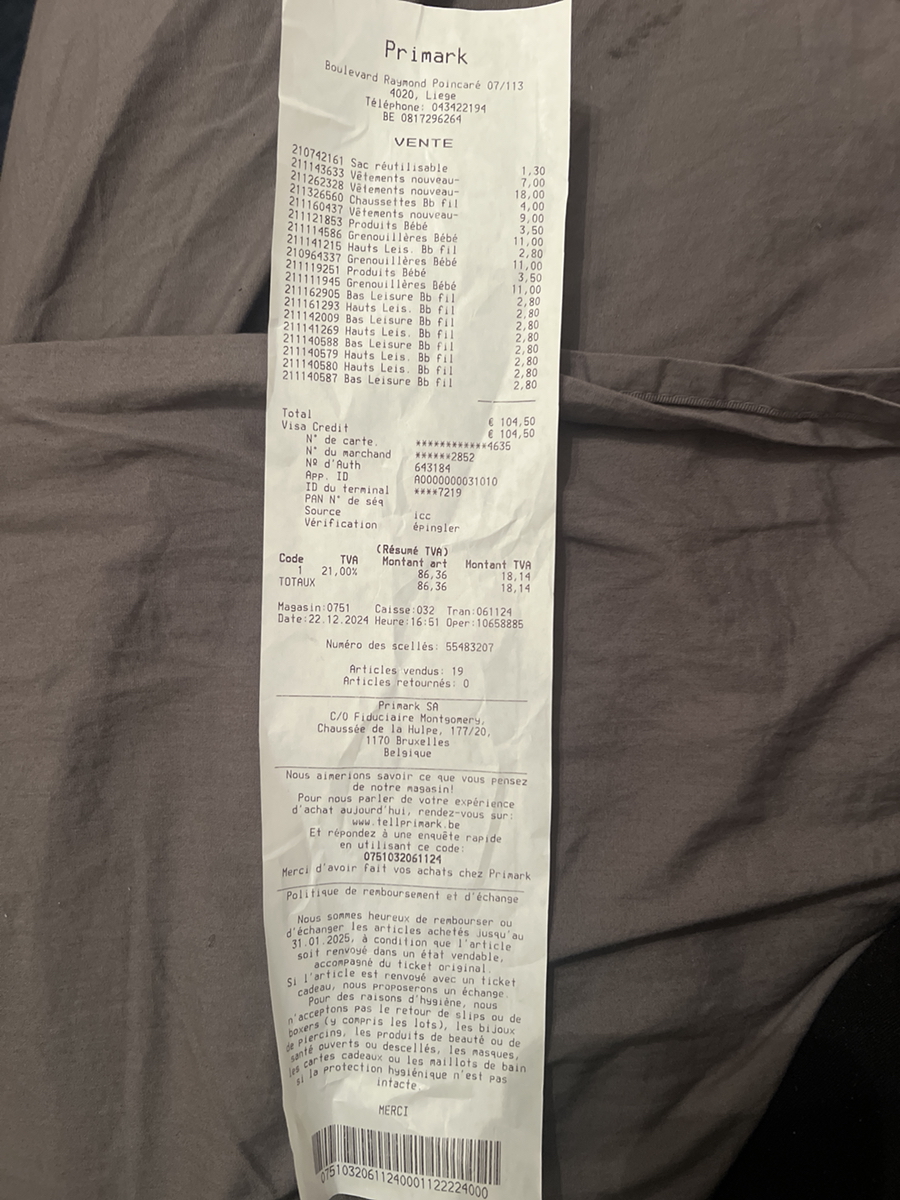 Primark
Boulevard Raymond Poincaré 07/113
4020, Liege
Téléphone: 043422194
BE 0817296264
VENTE
210742161 Sac réutilisable 1,30
211143633 Vêtements nouveau- 7,00
211262328 Vêtements nouveau- 18,00
211326560 Chaussettes Bb fil 4,00
211160437 Vêtements nouveau- 9,00
211121853 Produits Bébé 3,50
211114586 Grenouillères Bébé 11,00
211141215 Hauts Leis. Bb fil 2,80
210964337 Grenouillères Bébé 11,00
211119251 Produits Bébé 3,50
211111945 Grenouillères Bébé 11,00
211162905 Bas Leisure Bb fil 2,80
211161293 Hauts Leis. Bb fil 2,80
211142009 Bas Leisure Bb fil 2,80
211141269 Hauts Leis. Bb fil 2,80
211140588 Bas Leisure Bb fil 2,80
211140579 Hauts Leis. Bb fil 2,80
211140580 Hauts Leis. Bb fil 2,80
211140587 Bas Leisure Bb fil 2,80
Total € 104,50
Visa Credit € 104,50
N° de carte. ************4635
N° du marchand ******2852
Nº d'Auth 643184
App. ID A0000000031010
ID du terminal ****7219
PAN N° de séq
Source icc
Vérification épingler
(Résumé TVA)
Code TVA Montant art Montant TVA
1 21,00% 86,36 18,14
TOTAUX 86,36 18,14
Magasin:0751 Caisse:032 Tran:061124
Date:22.12.2024 Heure:16:51 Oper:10658885
Numéro des scellés: 55483207
Articles vendus: 19
Articles retournés: 0
Primark SA
C/O Fiduciaire Montgomery,
Chaussée de la Hulpe, 177/20,
1170 Bruxelles
Belgique
Nous aimerions savoir ce que vous pensez
de notre magasin!
Pour nous parler de votre expérience
d'achat aujourd'hui, rendez-vous sur:
www.tellprimark.be
Et répondez à une enquête rapide
en utilisant ce code:
0751032061124
Merci d'avoir fait vos achats chez Primark
Politique de remboursement et d'échange
Nous sommes heureux de rembourser ou
d'échanger les articles achetés jusqu'au
31.01.2025, à condition que l'article
soit renvoyé dans un état vendable,
accompagné du ticket original.
Si l'article est renvoyé avec un ticket
cadeau, nous proposerons un échange.
Pour des raisons d'hygiène, nous
n'acceptons pas le retour de slips ou de
boxers (y compris les lots), les bijoux
de piercing, les produits de beauté ou de
santé ouverts ou descellés, les masques,
les cartes cadeaux ou les maillots de bain
si la protection hygiénique n'est pas
intacte.
MERCI
07510320611240001122224000